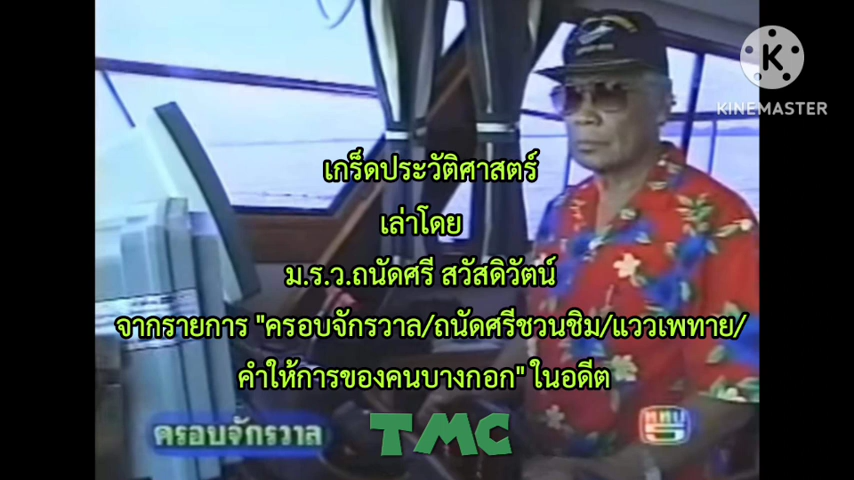 KINEMASTER
เกร็ดประวัติศาสตร์
เล่าโดย
ม.ร.ว.ถนัดศรี สวัสดิวัตน์
จากรายการ "ครอบจักรวาล/ถนัดศรีชวนชิม/แววเพทาย/
คำให้การของคนบางกอก" ในอดีต
ครอบจักรวาล
TMC
ททบ
5